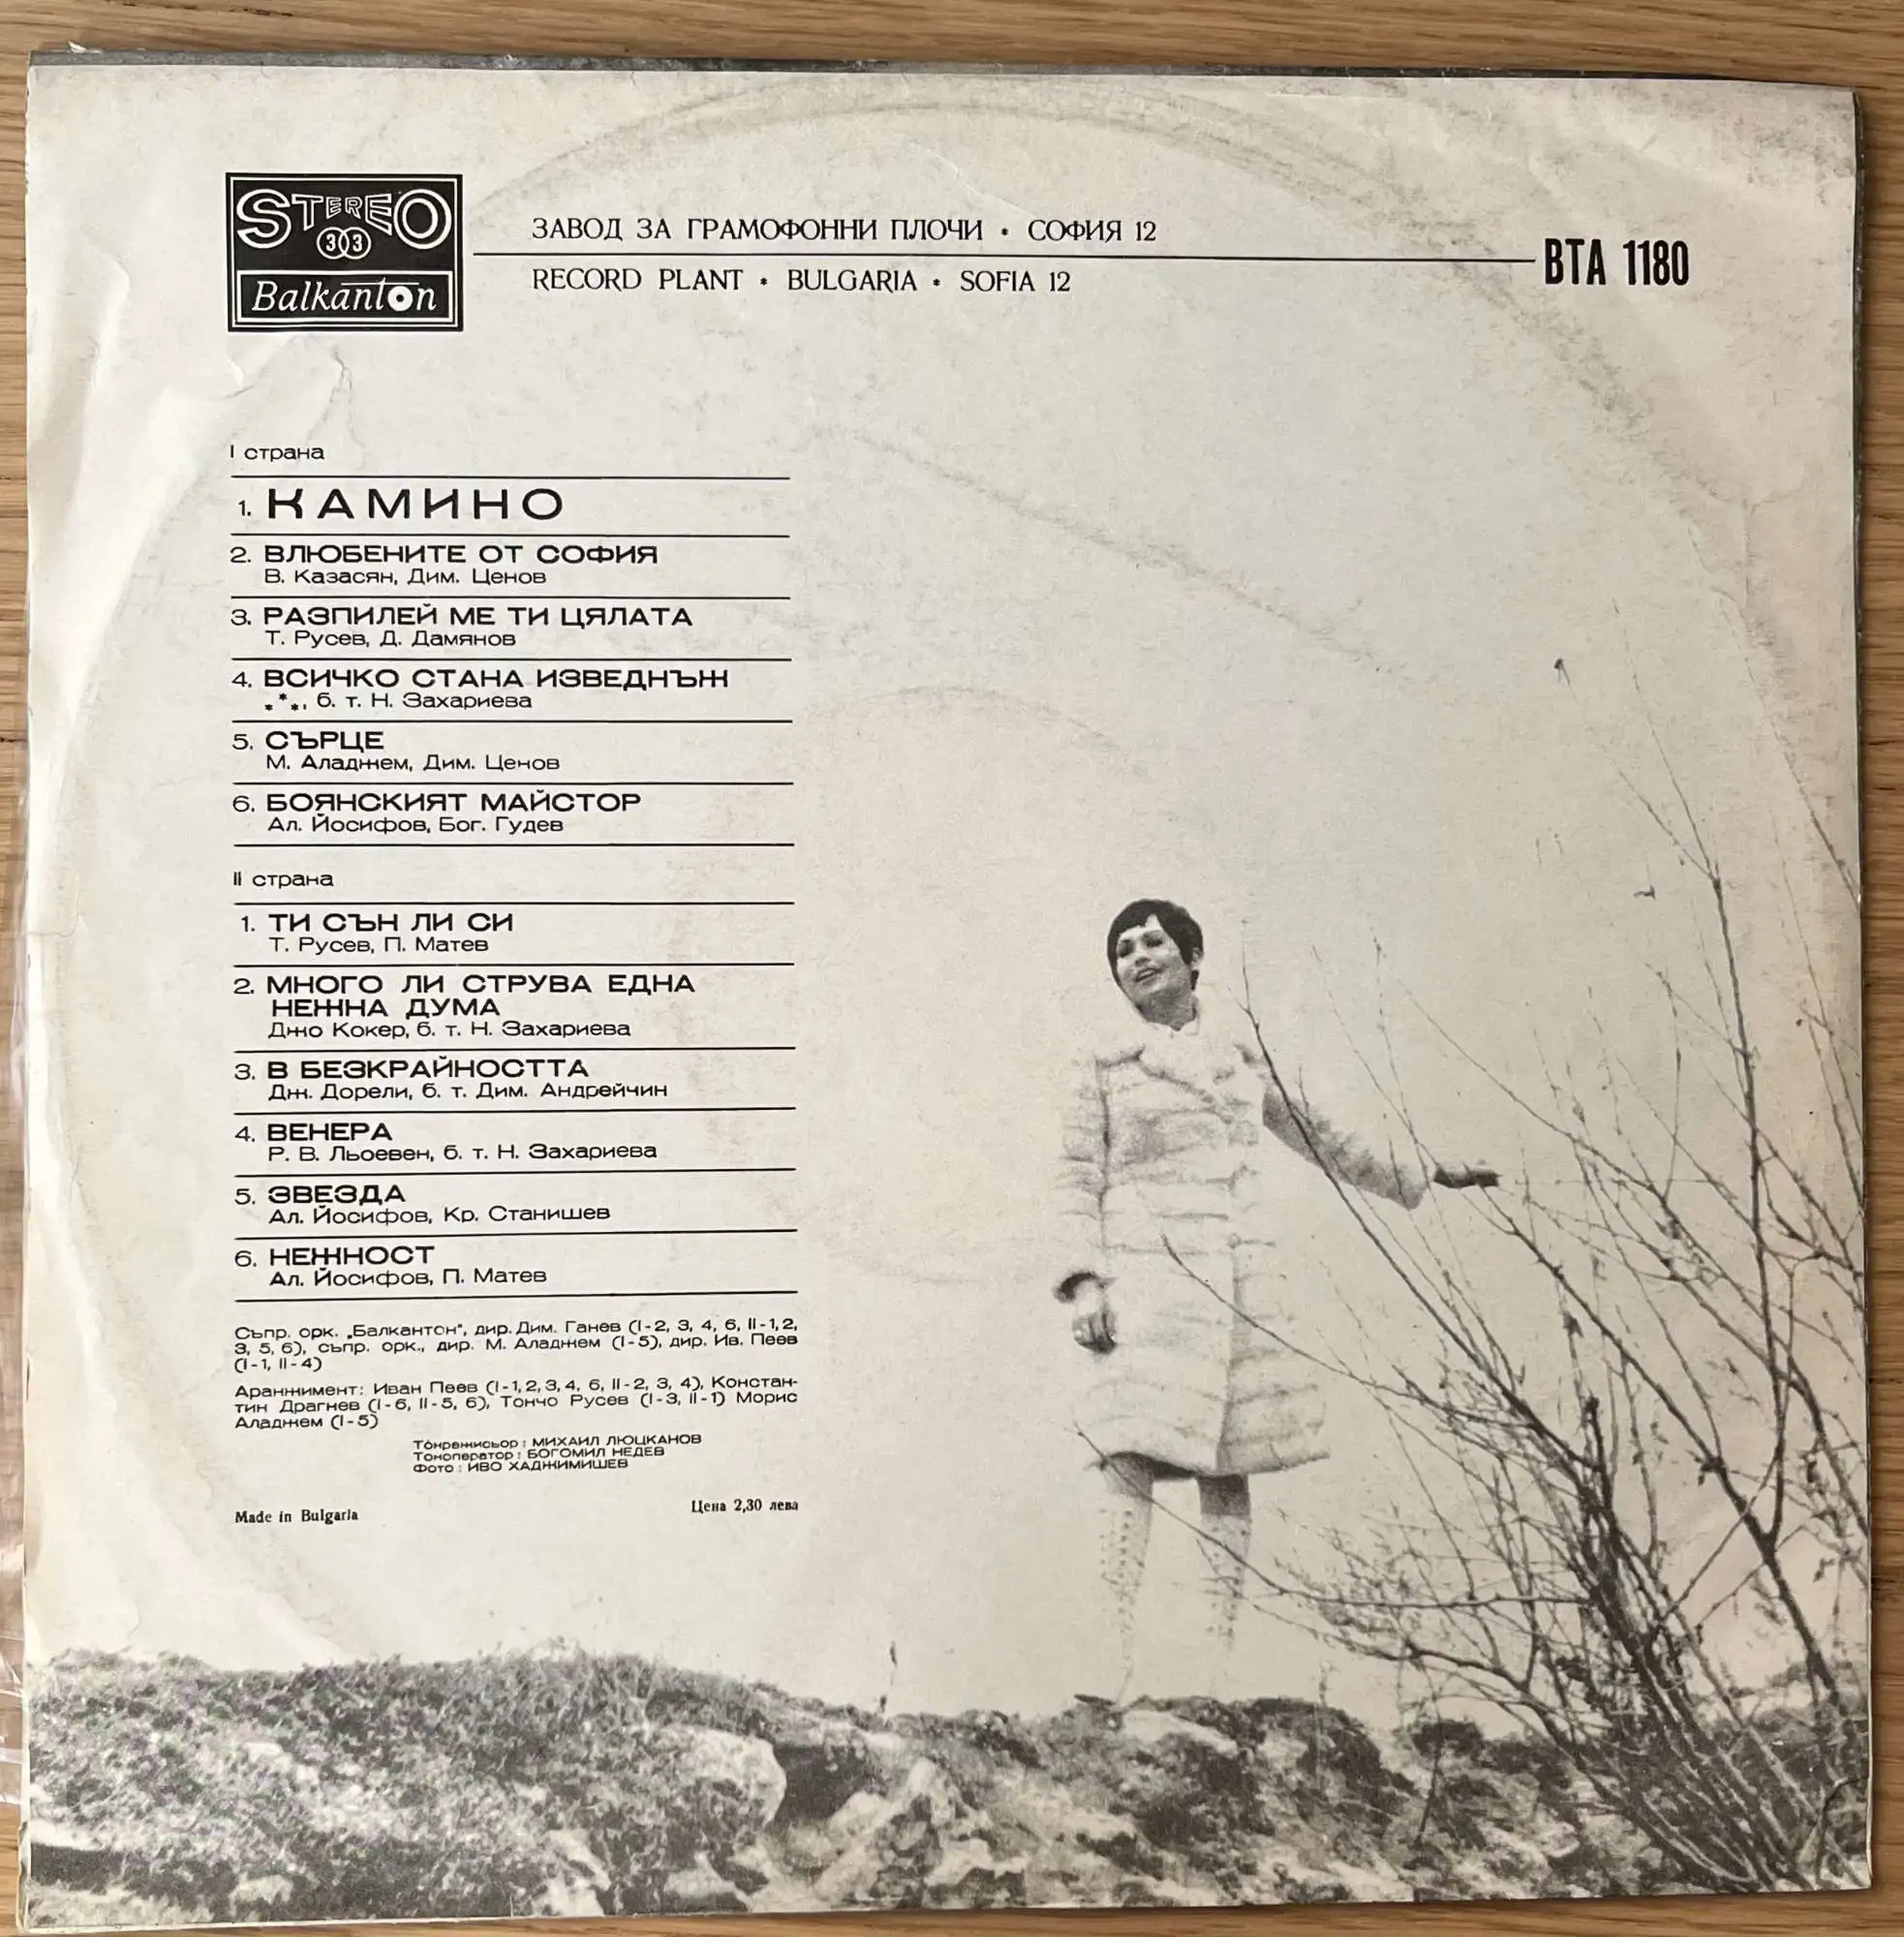 STEREO
33
Balkanton
ЗАВОД ЗА ГРАМОФОННИ ПЛОЧИ • СОФИЯ 12
RECORD PLANT • BULGARIA • SOFIA 12
ВТА 1180
I страна
1. КАМИНО
2. ВЛЮБЕНИТЕ ОТ СОФИЯ
В. Казасян, Дим. Ценов
3. РАЗПИЛЕЙ МЕ ТИ ЦЯЛАТА
Т. Русев, Д. Дамянов
4. ВСИЧКО СТАНА ИЗВЕДНЪЖ
***, б. т. Н. Захариева
5. СЪРЦЕ
М. Аладжем, Дим. Ценов
6. БОЯНСКИЯТ МАЙСТОР
Ал. Йосифов, Бог. Гудев
II страна
1. ТИ СЪН ЛИ СИ
Т. Русев, П. Матев
2. МНОГО ЛИ СТРУВА ЕДНА
НЕЖНА ДУМА
Джо Кокер, б. т. Н. Захариева
3. В БЕЗКРАЙНОСТТА
Дж. Дорели, б. т. Дим. Андрейчин
4. ВЕНЕРА
Р. В. Льоевен, б. т. Н. Захариева
5. ЗВЕЗДА
Ал. Йосифов, Кр. Станишев
6. НЕЖНОСТ
Ал. Йосифов, П. Матев
Съпр. орк. „Балкантон“, дир. Дим. Ганев (I-2, 3, 4, 6, II-1, 2,
3, 5, 6), съпр. орк., дир. М. Аладжем (I-5), дир. Ив. Пеев
(I-1, II-4)
Аранжимент: Иван Пеев (I-1, 2, 3, 4, 6, II-2, 3, 4), Констан-
тин Драгнев (I-6, II-5, 6), Тончо Русев (I-3, II-1) Морис
Аладжем (I-5)
Тонрежисьор : МИХАИЛ ЛЮЦКАНОВ
Тоноператор : БОГОМИЛ НЕДЕВ
Фото : ИВО ХАДЖИМИШЕВ
Made in Bulgaria
Цена 2,30 лева